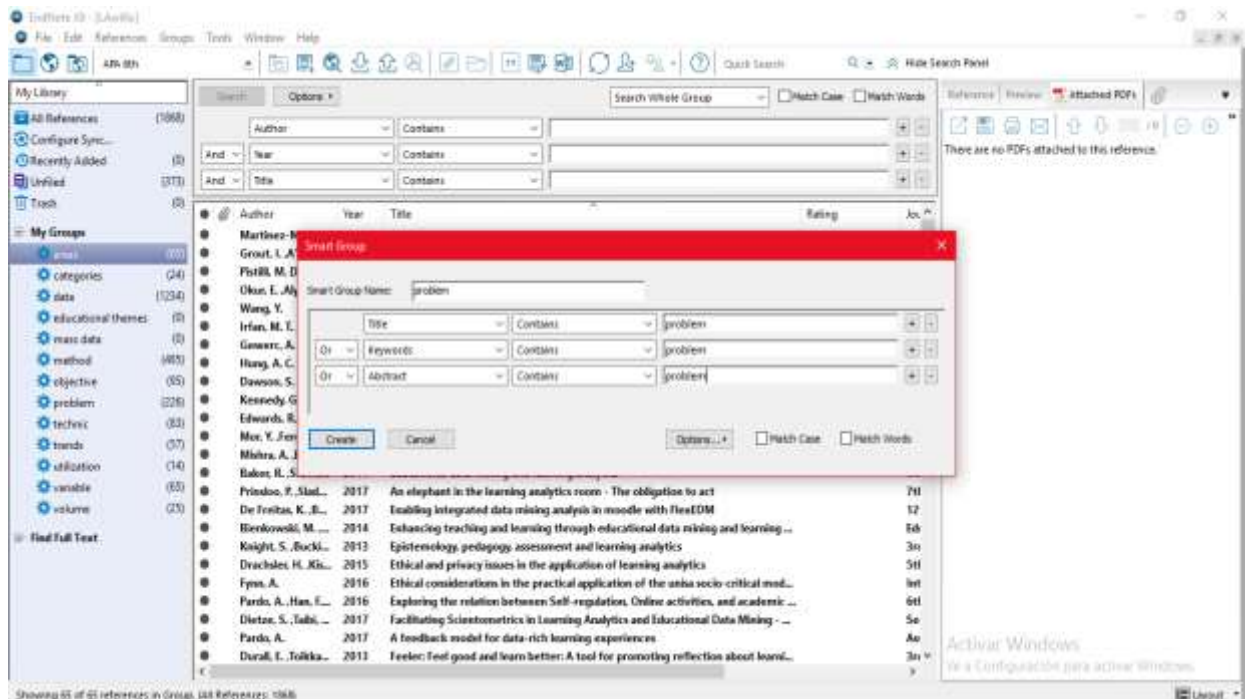 EndNote X9 - [LAwilla]
File Edit References Groups Tools Window Help
APA 6th
Quick Search
Hide Search Panel
My Library
All References (1868)
Configure Sync...
Recently Added (0)
Unfiled (373)
Trash (0)
My Groups
categories (24)
data (1234)
educational themes (0)
mass data (0)
method (465)
objective (65)
problem (226)
technic (83)
trends (57)
utilization (14)
variable (65)
volume (25)
Find Full Text
Search Options
Search Whole Group
Match Case
Match Words
Author Contains
And Year Contains
And Title Contains
Author Year Title Rating
Martinez-
Grout, I. ,A
Pistilli, M. D
Okur, E. ,Aly
Wang, Y.
Irfan, M. T.
Gewerc, A.
Hung, A. C.
Dawson, S.
Kennedy, G
Edwards, R.
Mor, Y. ,Fer
Mishra, A.
Baker, R. ,S
Smart Group
Smart Group Name: problem
Title Contains problem
Or Keywords Contains problem
Or Abstract Contains problem
Create Cancel Options... Match Case Match Words
Prinsloo, P. ,Slad... 2017 An elephant in the learning analytics room - The obligation to act 7tl
De Freitas, K. ,B... 2017 Enabling integrated data mining analysis in moodle with FlexEDM 12
Bienkowski, M. ... 2014 Enhancing teaching and learning through educational data mining and learning ...
Knight, S. ,Bucki... 2013 Epistemology, pedagogy, assessment and learning analytics
Drachsler, H. ,Kis... 2015 Ethical and privacy issues in the application of learning analytics 5tl
Fynn, A. 2016 Ethical considerations in the practical application of the unisa socio-critical mod... Int
Pardo, A. ,Han, F. ... 2016 Exploring the relation between Self-regulation, Online activities, and academic ... 6tl
Dietze, S. ,Taibi, ... 2017 Facilitating Scientometrics in Learning Analytics and Educational Data Mining - ... Se
Pardo, A. 2017 A feedback model for data-rich learning experiences
Durall, E. ,Toikka... 2013 Feeler: Feel good and learn better: A tool for promoting reflection about learni...
Reference Preview Attached PDFs
There are no PDFs attached to this reference.
Activar Windows
Ve a Configuración para activar Windows.
Showing 65 of 65 references in Group. (All References: 1868)
Layout